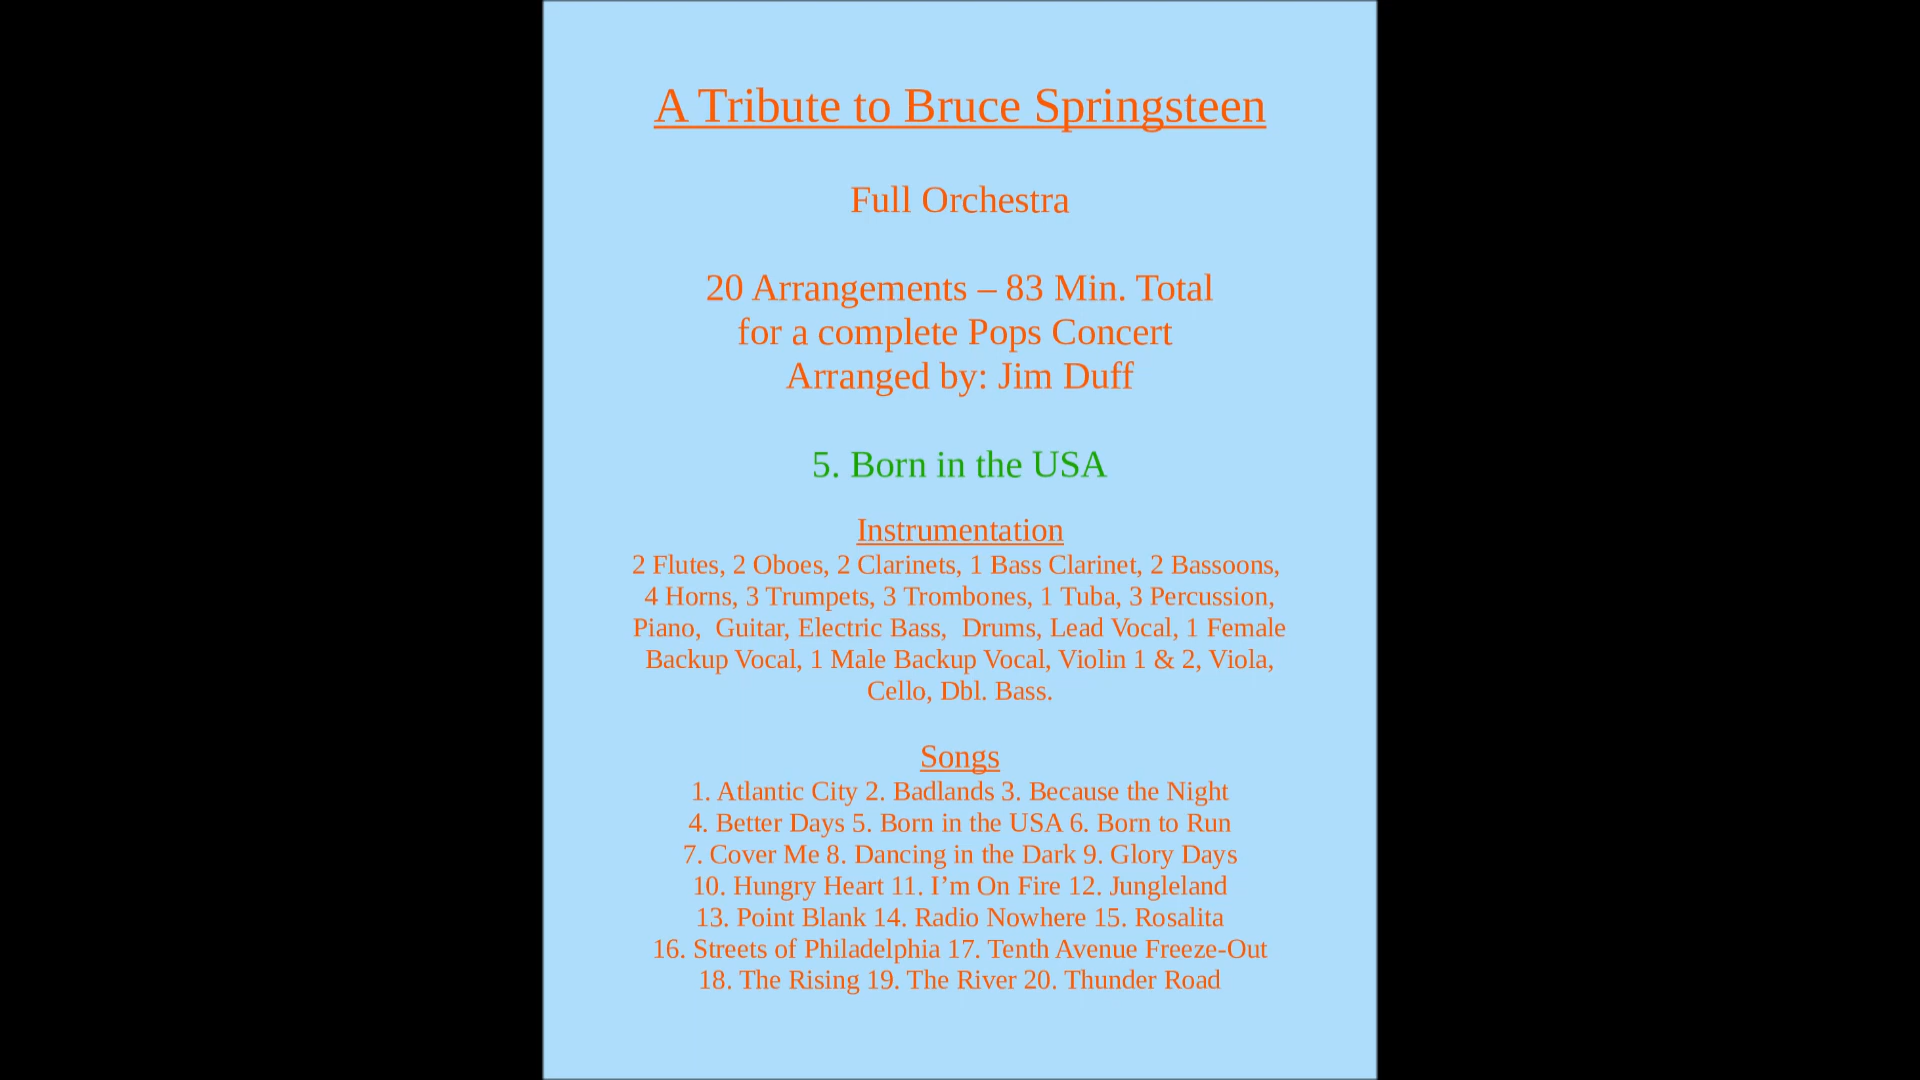 A Tribute to Bruce Springsteen
Full Orchestra
20 Arrangements – 83 Min. Total
for a complete Pops Concert
Arranged by: Jim Duff
5. Born in the USA
Instrumentation
2 Flutes, 2 Oboes, 2 Clarinets, 1 Bass Clarinet, 2 Bassoons,
4 Horns, 3 Trumpets, 3 Trombones, 1 Tuba, 3 Percussion,
Piano,  Guitar, Electric Bass,  Drums, Lead Vocal, 1 Female
Backup Vocal, 1 Male Backup Vocal, Violin 1 & 2, Viola,
Cello, Dbl. Bass.
Songs
1. Atlantic City 2. Badlands 3. Because the Night
4. Better Days 5. Born in the USA 6. Born to Run
7. Cover Me 8. Dancing in the Dark 9. Glory Days
10. Hungry Heart 11. I’m On Fire 12. Jungleland
13. Point Blank 14. Radio Nowhere 15. Rosalita
16. Streets of Philadelphia 17. Tenth Avenue Freeze-Out
18. The Rising 19. The River 20. Thunder Road